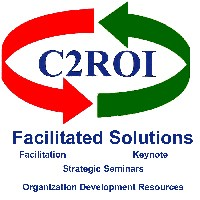 C2ROI
Facilitated Solutions
Facilitation Keynote
Strategic Seminars
Organization Development Resources